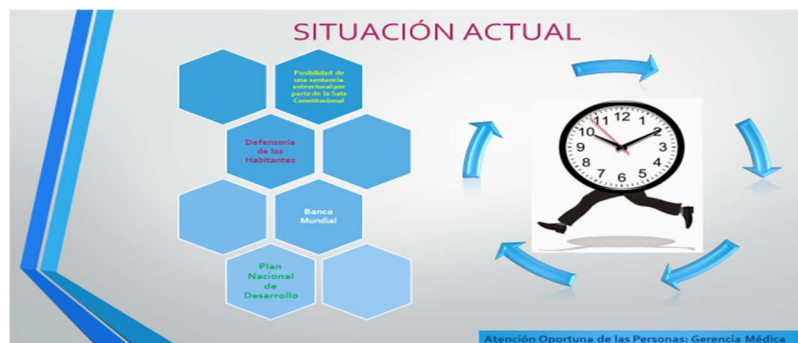 SITUACIÓN ACTUAL
Posibilidad de
una sentencia
estructural por
parte de la Sala
Constitucional
Defensoría
de los
Habitantes
Banco
Mundial
Plan
Nacional
de
Desarrollo
11 12 1
10 2
9 3
8 4
7 6 5
Atención Oportuna de las Personas: Gerencia Médica